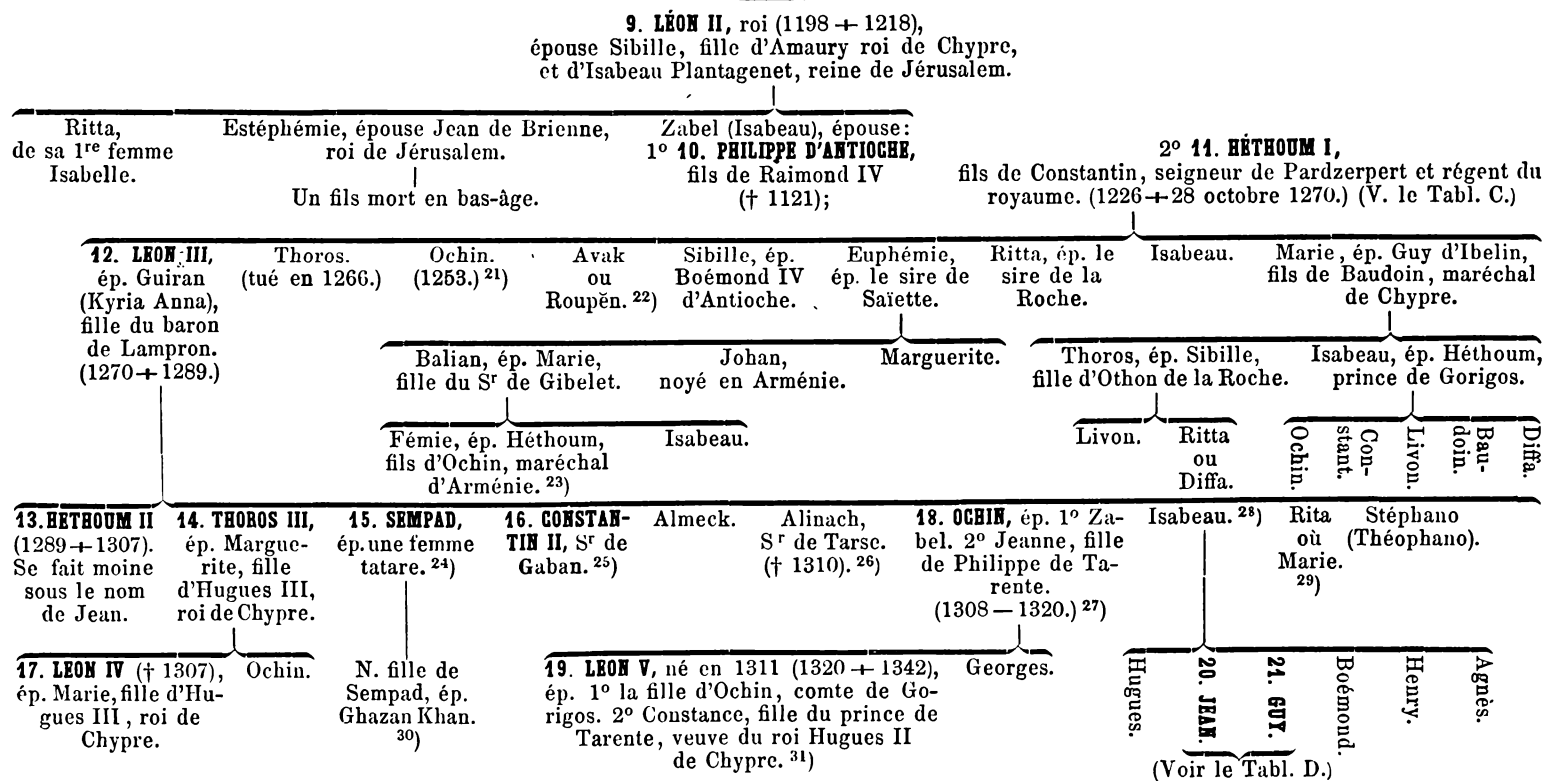 9. LÉON II, roi (1198 ∔ 1218),
épouse Sibille, fille d'Amaury roi de Chypre,
et d'Isabeau Plantagenet, reine de Jérusalem.
Ritta,
de sa 1re femme
Isabelle.
Estéphémie, épouse Jean de Brienne,
roi de Jérusalem.
Un fils mort en bas-âge.
Zabel (Isabeau), épouse:
1º 10. PHILIPPE D'ANTIOCHE,
fils de Raimond IV
(† 1121);
2º 11. HÉTHOUM I,
fils de Constantin, seigneur de Pardzerpert et régent du
royaume. (1226 ∔ 28 octobre 1270.) (V. le Tabl. C.)
12. LEON III,
ép. Guiran
(Kyria Anna),
fille du baron
de Lampron.
(1270 ∔ 1289.)
Thoros.
(tué en 1266.)
Ochin.
(1253.) 21)
Avak
ou
Roupĕn. 22)
Sibille, ép.
Boémond IV
d'Antioche.
Euphémie,
ép. le sire de
Saïette.
Ritta, ép. le
sire de la
Roche.
Isabeau.
Marie, ép. Guy d'Ibelin,
fils de Baudoin, maréchal
de Chypre.
Balian, ép. Marie,
fille du Sr de Gibelet.
Johan,
noyé en Arménie.
Marguerite.
Thoros, ép. Sibille,
fille d'Othon de la Roche.
Isabeau, ép. Héthoum,
prince de Gorigos.
Fémie, ép. Héthoum,
fils d'Ochin, maréchal
d'Arménie. 23)
Isabeau.
Livon.
Ritta
ou
Diffa.
Ochin.
Con-
stant.
Livon.
Bau-
doin.
Diffa.
13. HETHOUM II
(1289 ∔ 1307).
Se fait moine
sous le nom
de Jean.
14. THOROS III,
ép. Margue-
rite, fille
d'Hugues III,
roi de Chypre.
15. SEMPAD,
ép. une femme
tatare. 24)
16. CONSTAN-
TIN II, Sr de
Gaban. 25)
Almeck.
Alinach,
Sr de Tarse.
(† 1310). 26)
18. OCHIN, ép. 1º Za-
bel. 2º Jeanne, fille
de Philippe de Ta-
rente.
(1308 — 1320.) 27)
Isabeau. 28)
Rita
où
Marie.
29)
Stéphano
(Théophano).
17. LEON IV († 1307),
ép. Marie, fille d'Hu-
gues III, roi de
Chypre.
Ochin.
N. fille de
Sempad, ép.
Ghazan Khan.
30)
19. LEON V, né en 1311 (1320 ∔ 1342),
ép. 1º la fille d'Ochin, comte de Go-
rigos. 2º Constance, fille du prince de
Tarente, veuve du roi Hugues II
de Chypre. 31)
Georges.
Hugues.
20. JEAN.
21. GUY.
Boémond.
Henry.
Agnès.
(Voir le Tabl. D.)